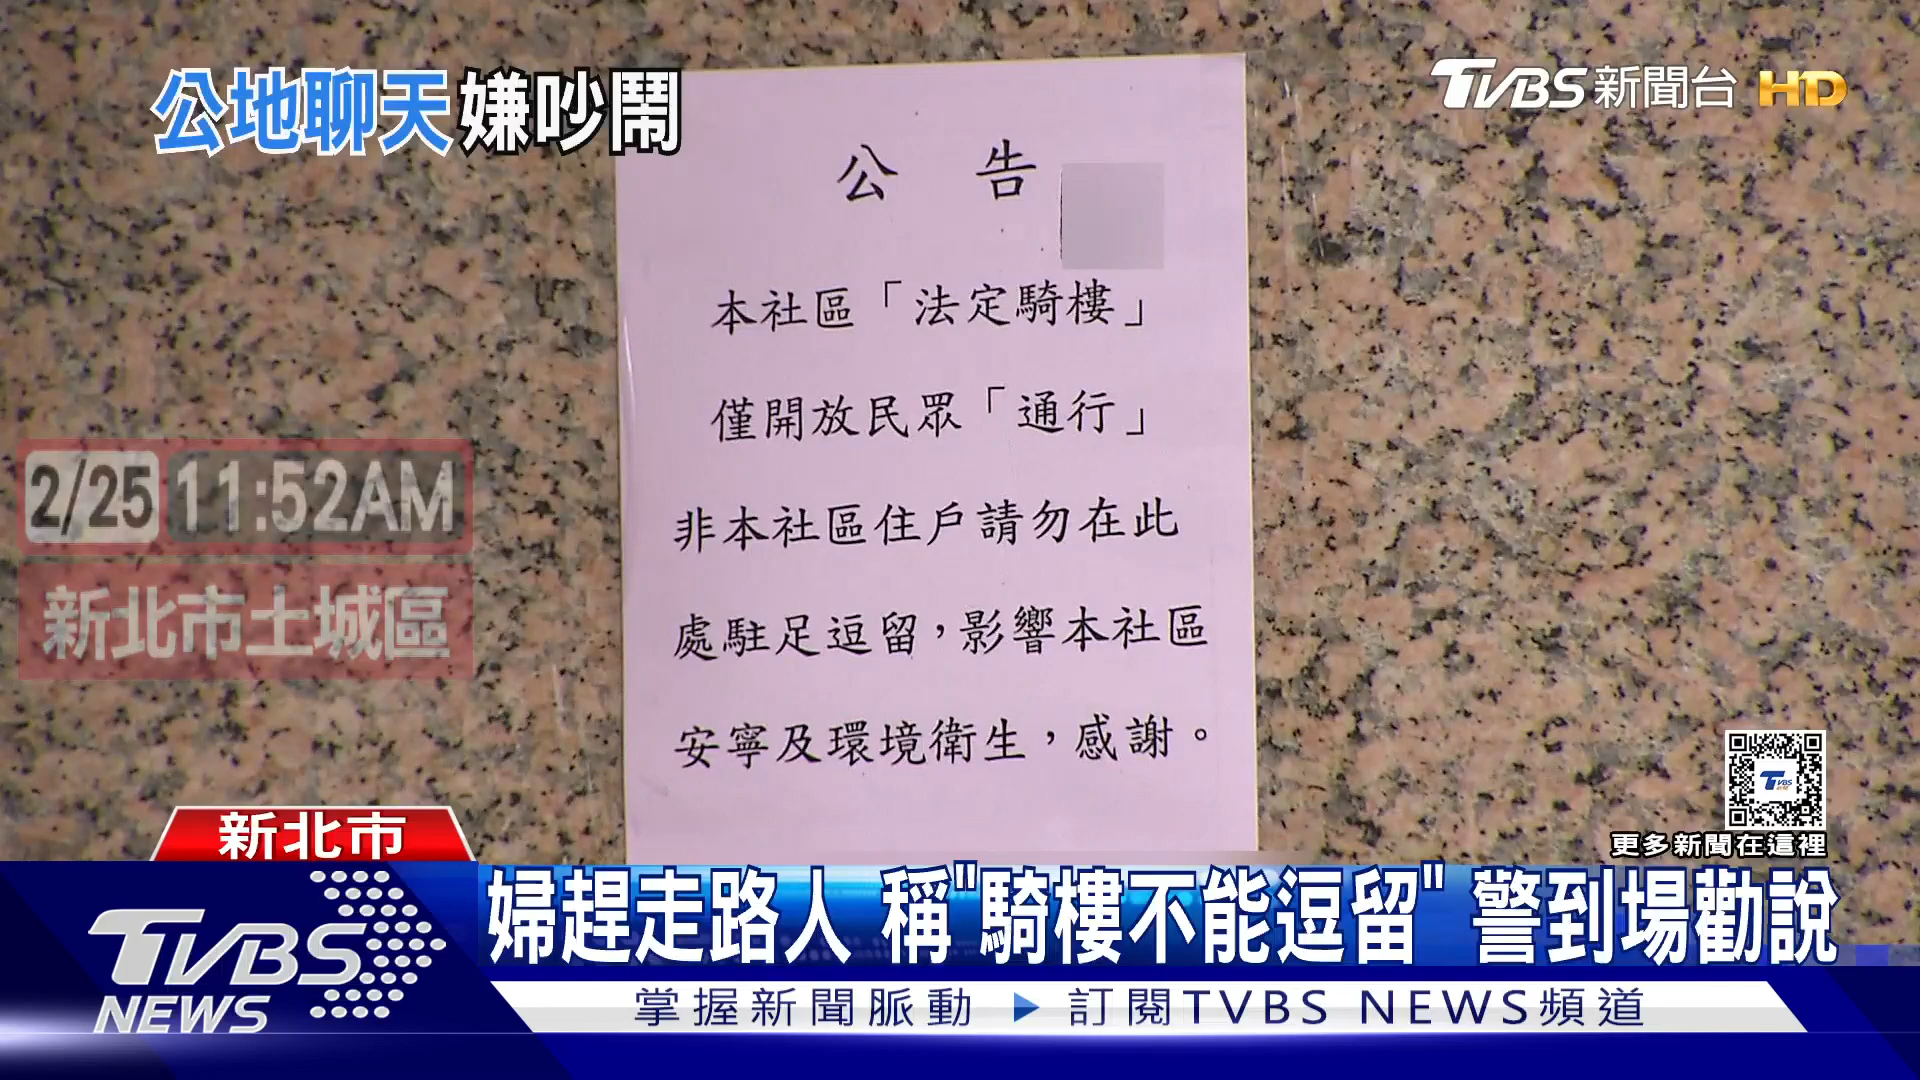 公地聊天嫌吵鬧
TVBS新聞台 HD
公告
本社區「法定騎樓」
僅開放民眾「通行」
非本社區住戶請勿在此
處駐足逗留，影響本社區
安寧及環境衛生，感謝。
2/25 11:52AM
新北市土城區
TVBS
更多新聞在這裡
新北市
婦趕走路人 稱"騎樓不能逗留" 警到場勸說
TVBS NEWS
掌握新聞脈動 ▶ 訂閱TVBS NEWS頻道